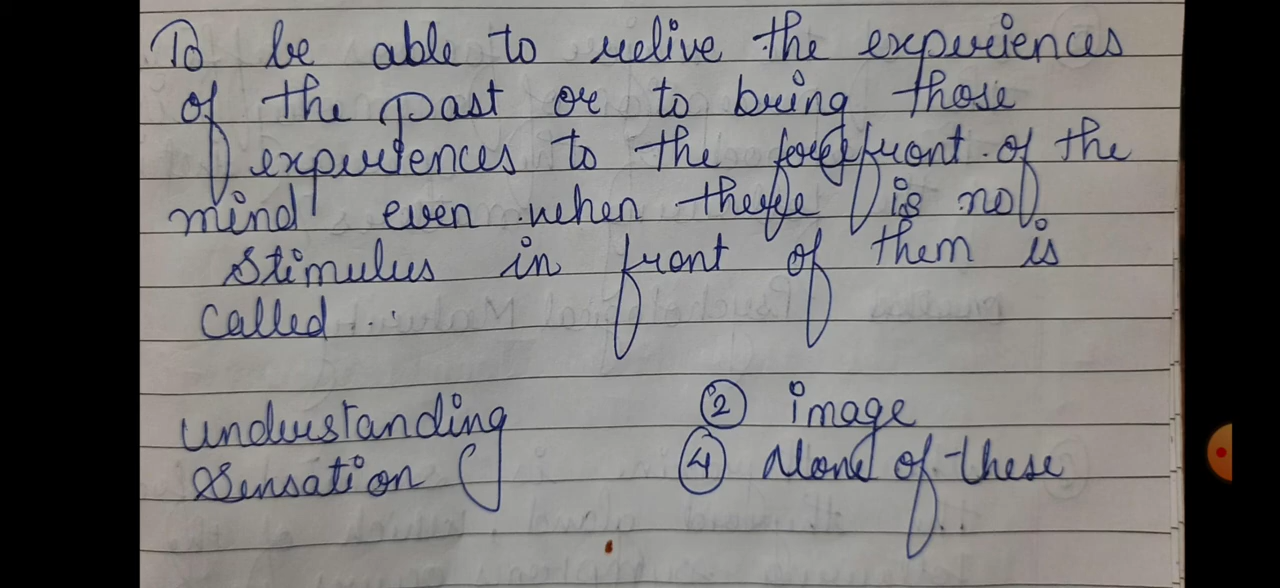 To be able to relive the experiences
of the past or to bring those
experiences to the forefront of the
mind even when there is no
stimulus in front of them is
called ..
understanding ② image
Sensation ④ None of these